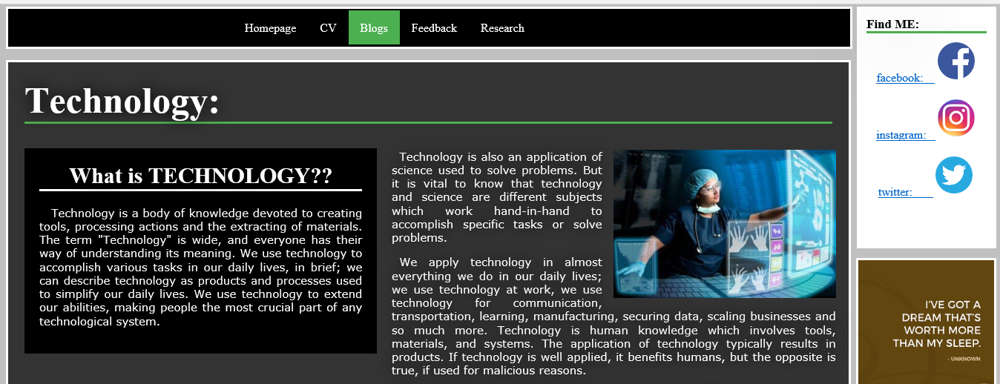 Homepage CV Blogs Feedback Research
Technology:
What is TECHNOLOGY??
Technology is a body of knowledge devoted to creating
tools, processing actions and the extracting of materials.
The term "Technology" is wide, and everyone has their
way of understanding its meaning. We use technology to
accomplish various tasks in our daily lives, in brief; we
can describe technology as products and processes used
to simplify our daily lives. We use technology to extend
our abilities, making people the most crucial part of any
technological system.
Technology is also an application of
science used to solve problems. But
it is vital to know that technology
and science are different subjects
which work hand-in-hand to
accomplish specific tasks or solve
problems.
We apply technology in almost
everything we do in our daily lives;
we use technology at work, we use
technology for communication,
transportation, learning, manufacturing, securing data, scaling businesses and
so much more. Technology is human knowledge which involves tools,
materials, and systems. The application of technology typically results in
products. If technology is well applied, it benefits humans, but the opposite is
true, if used for malicious reasons.
Find ME:
facebook:
instagram:
twitter:
I'VE GOT A
DREAM THAT'S
WORTH MORE
THAN MY SLEEP.
- UNKNOWN